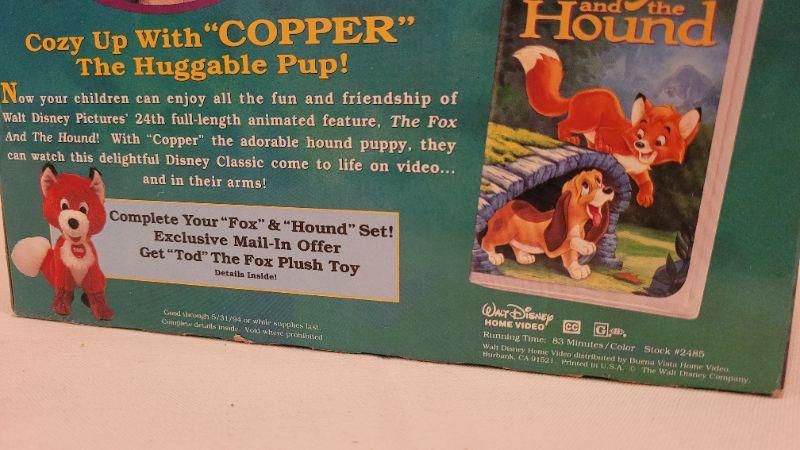 Cozy Up With "COPPER"
The Huggable Pup!
Now your children can enjoy all the fun and friendship of
Walt Disney Pictures' 24th full-length animated feature, The Fox
And The Hound! With "Copper" the adorable hound puppy, they
can watch this delightful Disney Classic come to life on video...
and in their arms!
Complete Your "Fox" & "Hound" Set!
Exclusive Mail-In Offer
Get "Tod" The Fox Plush Toy
Details Inside!
Good through 5/31/94 or while supplies last.
Complete details inside. Void where prohibited
and the
Hound
WALT DISNEY
HOME VIDEO CC G
Running Time: 83 Minutes/Color Stock #2485
Walt Disney Home Video distributed by Buena Vista Home Video,
Burbank, CA 91521. Printed in U.S.A. © The Walt Disney Company.